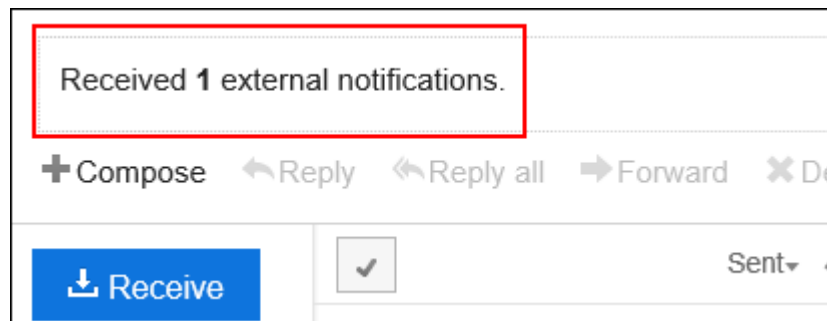 Received 1 external notifications.
Compose Reply Reply all Forward
Receive Sent